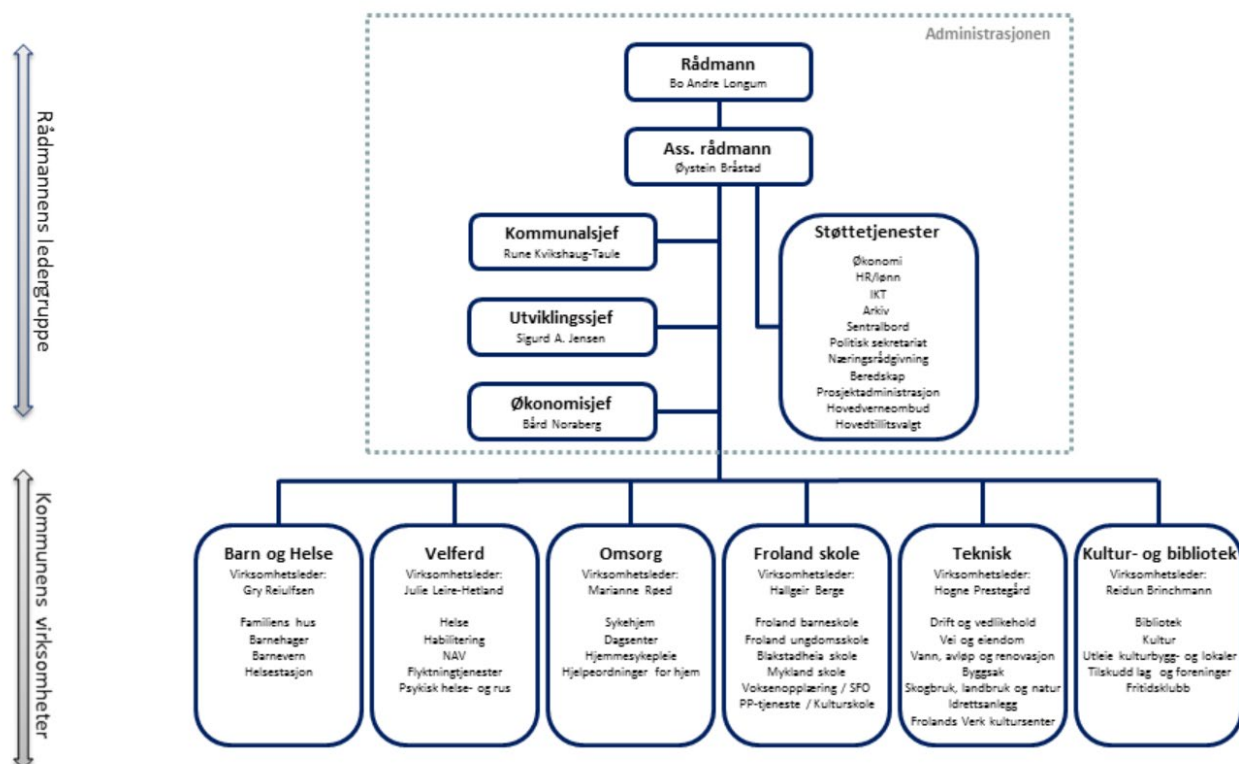 Administrasjonen
Rådmannens ledergruppe
Rådmann
Bo Andre Longum
Ass. rådmann
Øystein Bråstad
Kommunalsjef
Rune Kvikshaug-Taule
Utviklingssjef
Sigurd A. Jensen
Økonomisjef
Bård Noraberg
Støttetjenester
Økonomi
HR/lønn
IKT
Arkiv
Sentralbord
Politisk sekretariat
Næringsrådgivning
Beredskap
Prosjektadministrasjon
Hovedverneombud
Hovedtillitsvalgt
Kommunens virksomheter
Barn og Helse
Virksomhetsleder:
Gry Reiulfsen
Familiens hus
Barnehager
Barnevern
Helsestasjon
Velferd
Virksomhetsleder:
Julie Leire-Hetland
Helse
Habilitering
NAV
Flyktningtjenester
Psykisk helse- og rus
Omsorg
Virksomhetsleder:
Marianne Røed
Sykehjem
Dagsenter
Hjemmesykepleie
Hjelpeordninger for hjem
Froland skole
Virksomhetsleder:
Hallgeir Berge
Froland barneskole
Froland ungdomsskole
Blakstadheia skole
Mykland skole
Voksenopplæring / SFO
PP-tjeneste / Kulturskole
Teknisk
Virksomhetsleder:
Hogne Prestegård
Drift og vedlikehold
Vei og eiendom
Vann, avløp og renovasjon
Byggsak
Skogbruk, landbruk og natur
Idrettsanlegg
Frolands Verk kultursenter
Kultur- og bibliotek
Virksomhetsleder:
Reidun Brinchmann
Bibliotek
Kultur
Utleie kulturbygg- og lokaler
Tilskudd lag og foreninger
Fritidsklubb